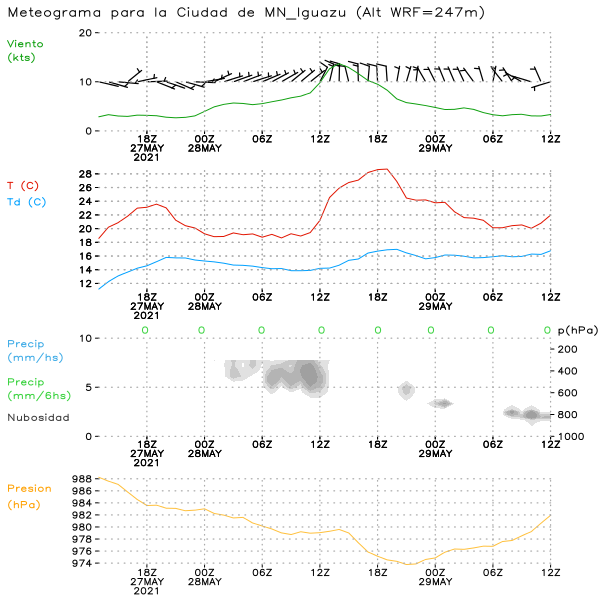 Meteograma para la Ciudad de MN_Iguazu (Alt WRF=247m)
Viento
(kts)
20
10
0
18Z 00Z 06Z 12Z 18Z 00Z 06Z 12Z
27MAY 28MAY 29MAY
2021
T (C)
Td (C)
28
26
24
22
20
18
16
14
12
18Z 00Z 06Z 12Z 18Z 00Z 06Z 12Z
27MAY 28MAY 29MAY
2021
0 0 0 0 0 0 0 0 p(hPa)
Precip
(mm/hs)
Precip
(mm/6hs)
Nubosidad
10
5
0
200
400
600
800
1000
18Z 00Z 06Z 12Z 18Z 00Z 06Z 12Z
27MAY 28MAY 29MAY
2021
Presion
(hPa)
988
986
984
982
980
978
976
974
18Z 00Z 06Z 12Z 18Z 00Z 06Z 12Z
27MAY 28MAY 29MAY
2021